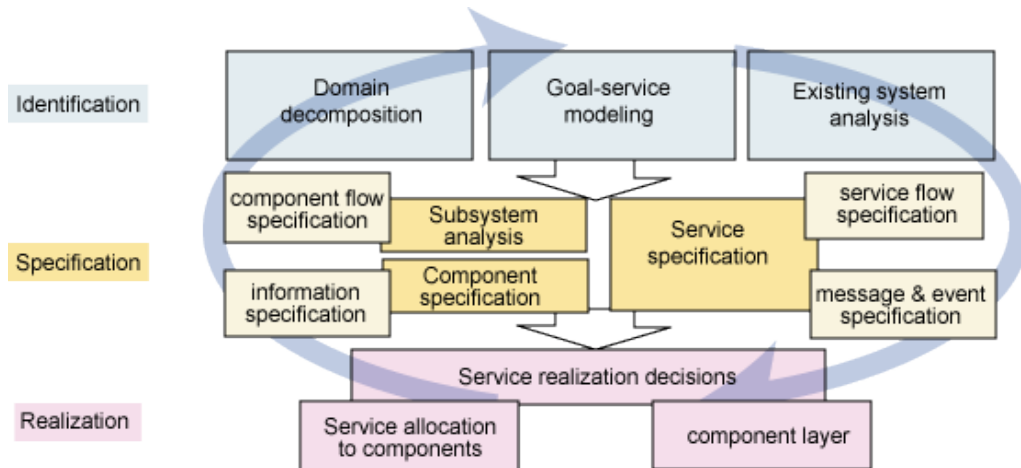 Identification
Domain
decomposition
Goal-service
modeling
Existing system
analysis
Specification
component flow
specification
Subsystem
analysis
Service
specification
service flow
specification
information
specification
Component
specification
message & event
specification
Realization
Service realization decisions
Service allocation
to components
component layer